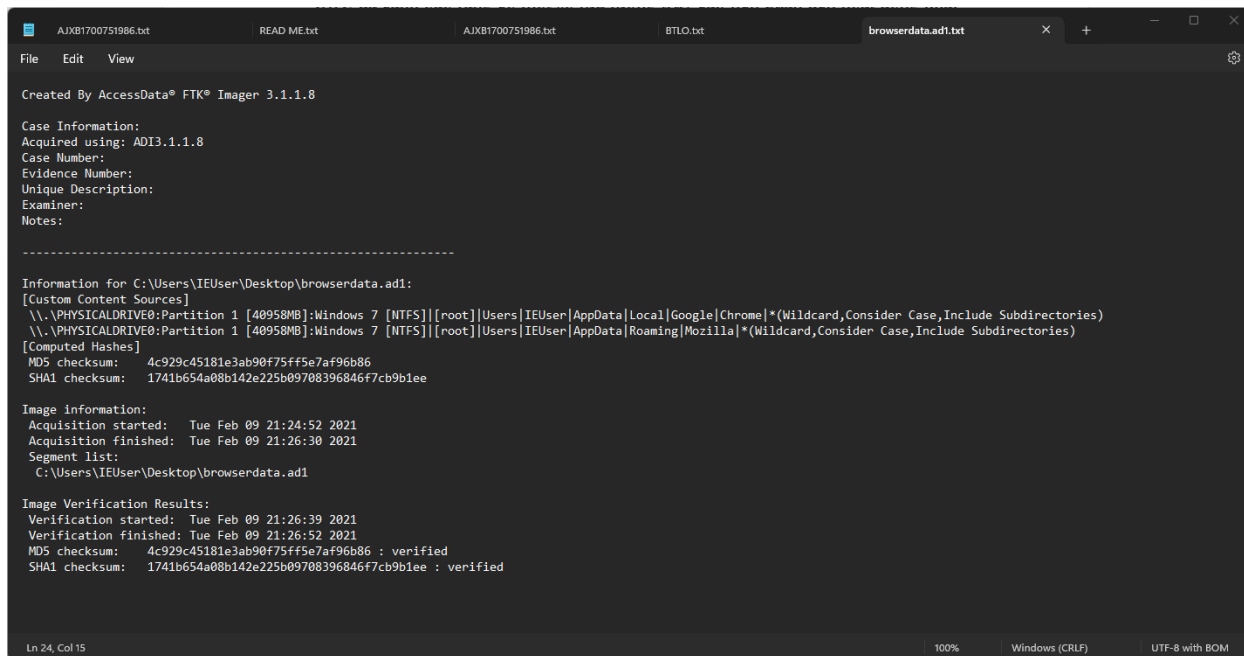 AJXB1700751986.txt READ ME.txt AJXB1700751986.txt BTLO.txt browserdata.ad1.txt
File Edit View
Created By AccessData® FTK® Imager 3.1.1.8
Case Information:
Acquired using: ADI3.1.1.8
Case Number:
Evidence Number:
Unique Description:
Examiner:
Notes:
--------------------------------------------------------------
Information for C:\Users\IEUser\Desktop\browserdata.ad1:
[Custom Content Sources]
\\.\PHYSICALDRIVE0:Partition 1 [40958MB]:Windows 7 [NTFS]|[root]|Users|IEUser|AppData|Local|Google|Chrome|*(Wildcard,Consider Case,Include Subdirectories)
\\.\PHYSICALDRIVE0:Partition 1 [40958MB]:Windows 7 [NTFS]|[root]|Users|IEUser|AppData|Roaming|Mozilla|*(Wildcard,Consider Case,Include Subdirectories)
[Computed Hashes]
MD5 checksum: 4c929c45181e3ab90f75ff5e7af96b86
SHA1 checksum: 1741b654a08b142e225b09708396846f7cb9b1ee
Image information:
Acquisition started: Tue Feb 09 21:24:52 2021
Acquisition finished: Tue Feb 09 21:26:30 2021
Segment list:
C:\Users\IEUser\Desktop\browserdata.ad1
Image Verification Results:
Verification started: Tue Feb 09 21:26:39 2021
Verification finished: Tue Feb 09 21:26:52 2021
MD5 checksum: 4c929c45181e3ab90f75ff5e7af96b86 : verified
SHA1 checksum: 1741b654a08b142e225b09708396846f7cb9b1ee : verified
Ln 24, Col 15 100% Windows (CRLF) UTF-8 with BOM